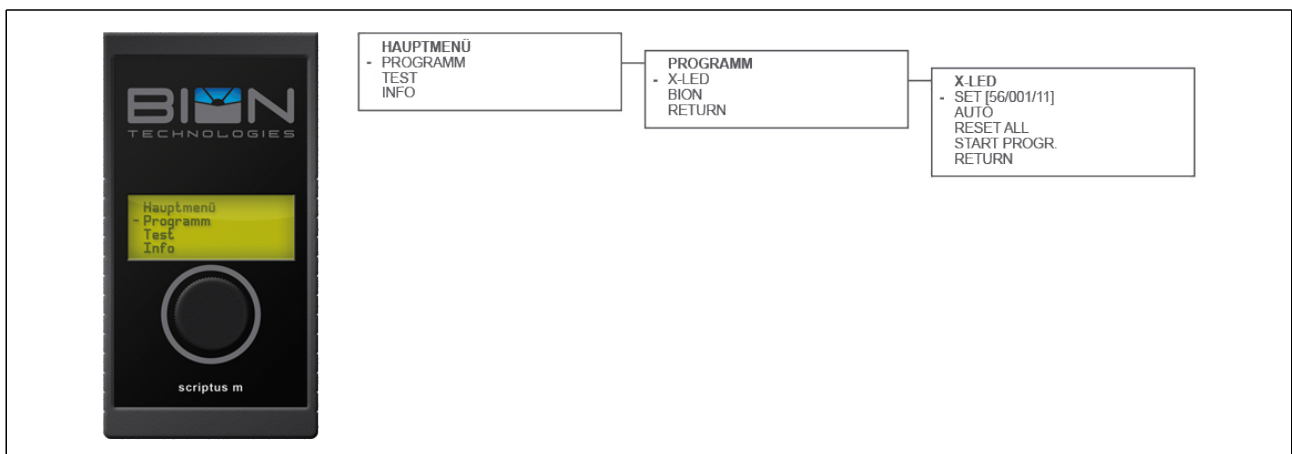 BION
TECHNOLOGIES
Hauptmenü
- Programm
Test
Info
scriptus m
HAUPTMENÜ
- PROGRAMM
TEST
INFO
PROGRAMM
- X-LED
BION
RETURN
X-LED
- SET [56/001/11]
AUTO
RESET ALL
START PROGR.
RETURN